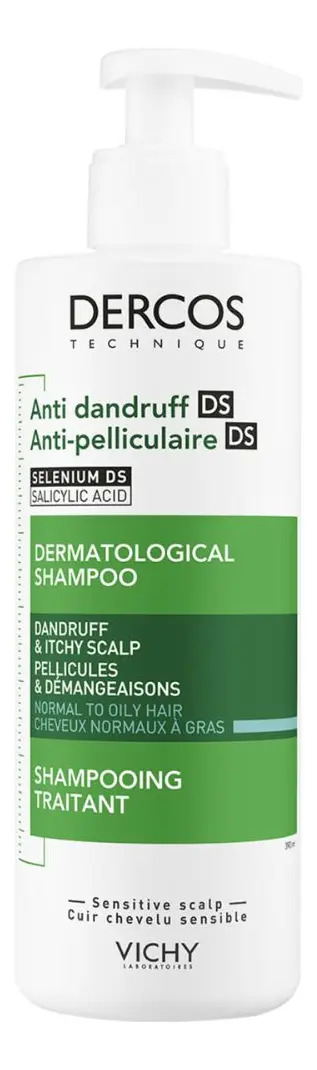 DERCOS
TECHNIQUE
Anti dandruff DS
Anti-pelliculaire DS
SELENIUM DS
SALICYLIC ACID
DERMATOLOGICAL
SHAMPOO
DANDRUFF
& ITCHY SCALP
PELLICULES
& DÉMANGEAISONS
NORMAL TO OILY HAIR
CHEVEUX NORMAUX À GRAS
SHAMPOOING
TRAITANT
Sensitive scalp
Cuir chevelu sensible
VICHY
LABORATOIRES